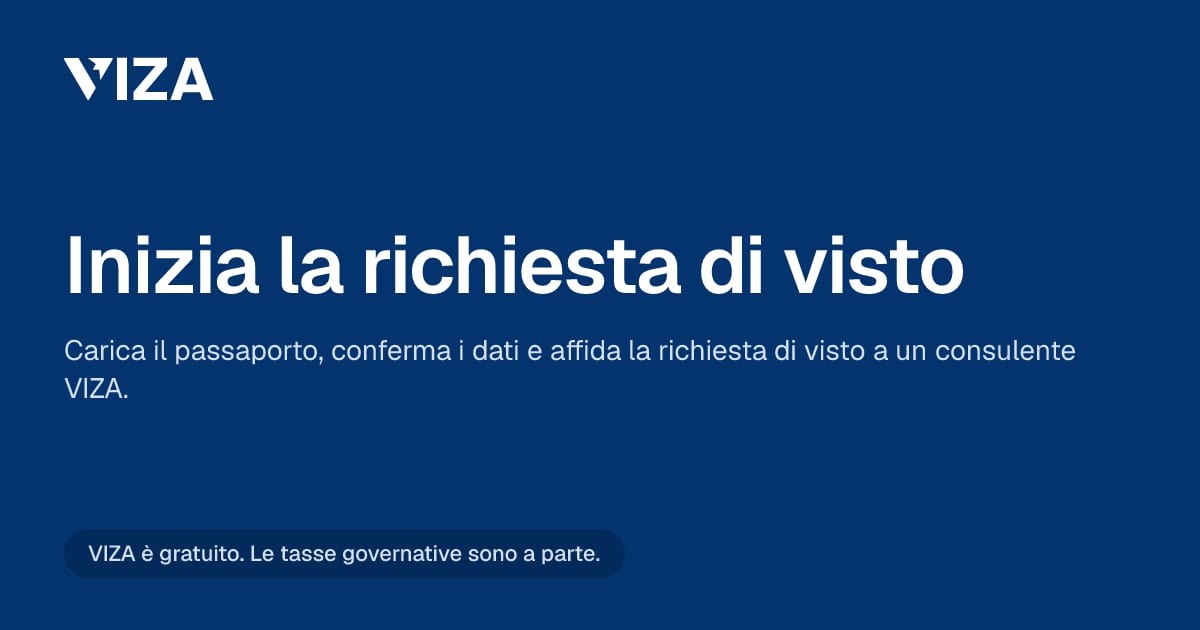 VIZA
Inizia la richiesta di visto
Carica il passaporto, conferma i dati e affida la richiesta di visto a un consulente
VIZA.
VIZA è gratuito. Le tasse governative sono a parte.